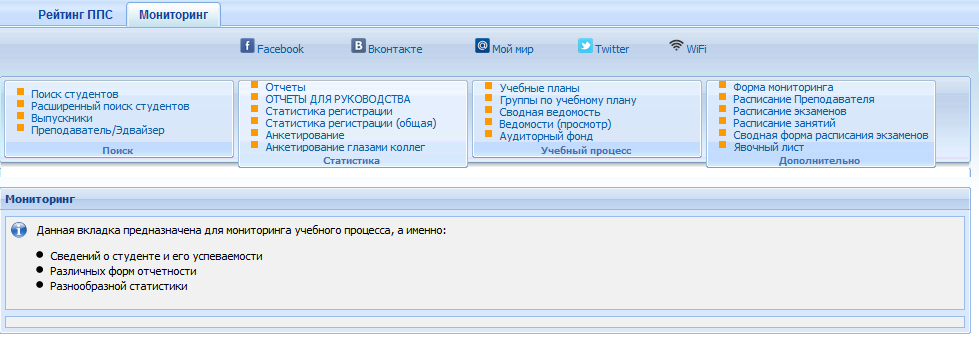 Рейтинг ППС
Мониторинг
Facebook
Вконтакте
Мой мир
Twitter
WiFi
Поиск студентов
Расширенный поиск студентов
Выпускники
Преподаватель/Эдвайзер
Поиск
Отчеты
ОТЧЕТЫ ДЛЯ РУКОВОДСТВА
Статистика регистрации
Статистика регистрации (общая)
Анкетирование
Анкетирование глазами коллег
Статистика
Учебные планы
Группы по учебному плану
Сводная ведомость
Ведомости (просмотр)
Аудиторный фонд
Учебный процесс
Форма мониторинга
Расписание Преподавателя
Расписание экзаменов
Расписание занятий
Сводная форма расписания экзаменов
Явочный лист
Дополнительно
Мониторинг
Данная вкладка предназначена для мониторинга учебного процесса, а именно:
Сведений о студенте и его успеваемости
Различных форм отчетности
Разнообразной статистики